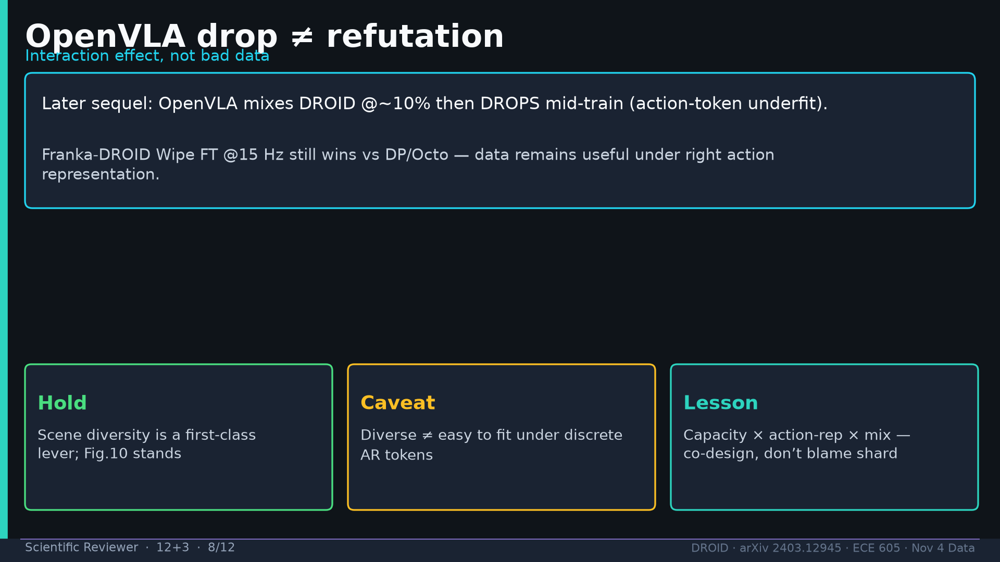 OpenVLA drop ≠ refutation
Interaction effect, not bad data
Later sequel: OpenVLA mixes DROID @~10% then DROPS mid-train (action-token underfit).
Franka-DROID Wipe FT @15 Hz still wins vs DP/Octo — data remains useful under right action
representation.
Hold
Scene diversity is a first-class
lever; Fig.10 stands
Caveat
Diverse ≠ easy to fit under discrete
AR tokens
Lesson
Capacity × action-rep × mix —
co-design, don’t blame shard
Scientific Reviewer · 12+3 · 8/12
DROID · arXiv 2403.12945 · ECE 605 · Nov 4 Data